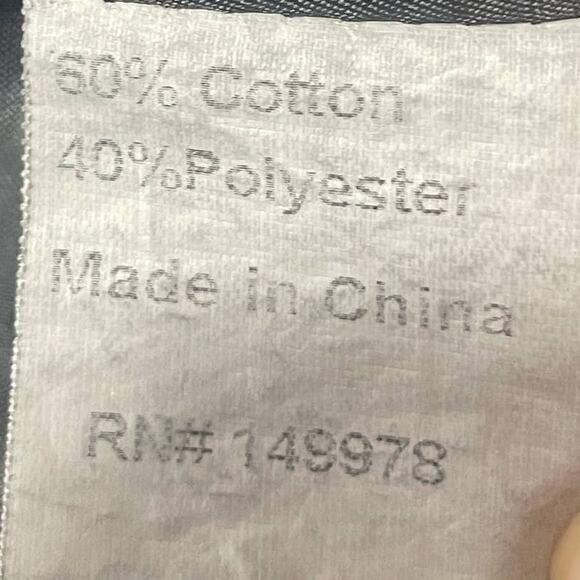 60% Cotton
40%Polyester
Made in China
RN# 149978